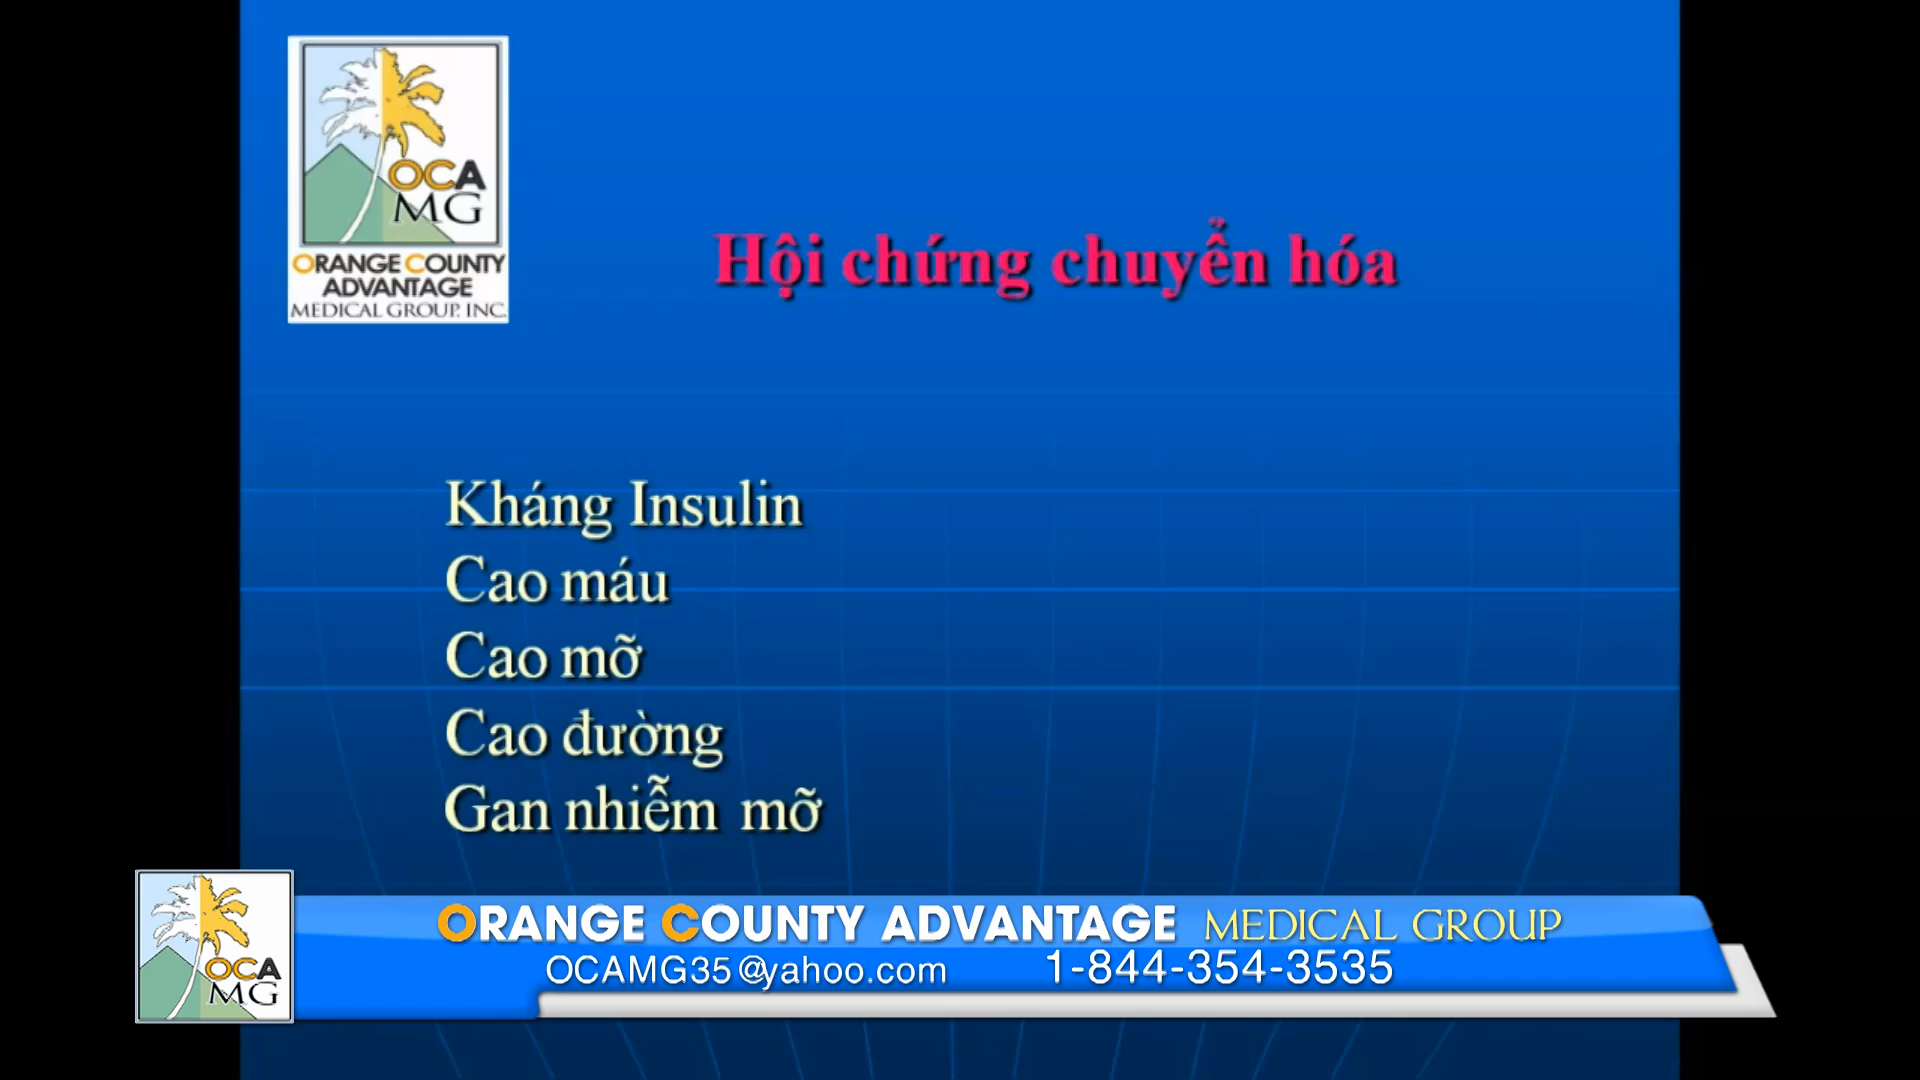 OCA
MG
ORANGE COUNTY
ADVANTAGE
MEDICAL GROUP, INC.
Hội chứng chuyển hóa
Kháng Insulin
Cao máu
Cao mỡ
Cao đường
Gan nhiễm mỡ
OCA
MG
ORANGE COUNTY ADVANTAGE MEDICAL GROUP
OCAMG35@yahoo.com 1-844-354-3535